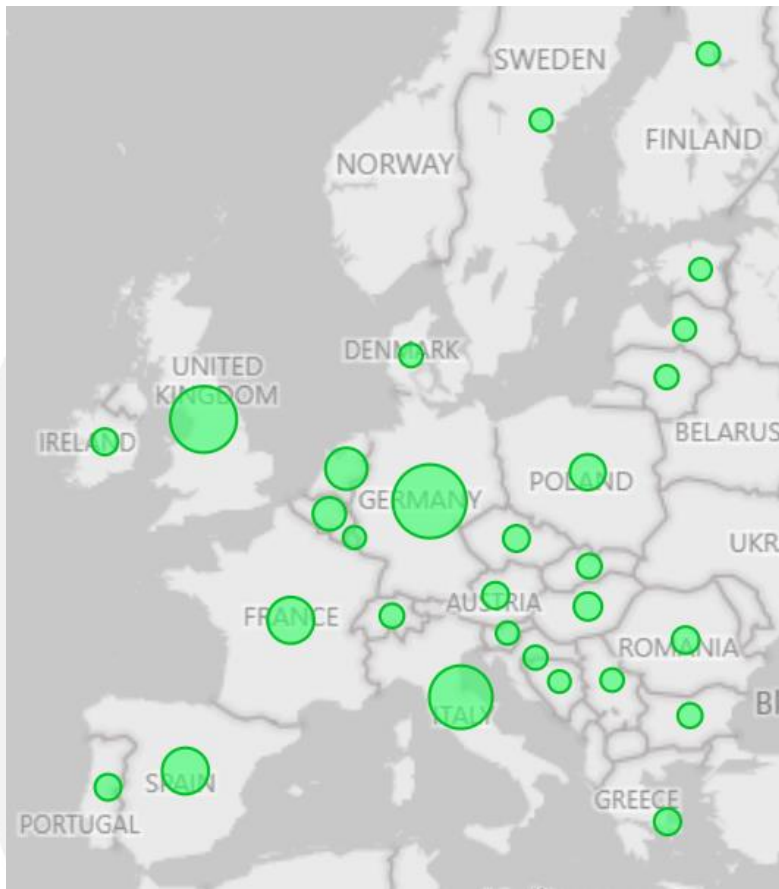 SWEDEN
FINLAND
NORWAY
DENMARK
UNITED
KINGDOM
IRELAND
BELARUS
POLAND
GERMANY
UKR
AUSTRIA
FRANCE
ROMANIA
ITALY
SPAIN
GREECE
PORTUGAL